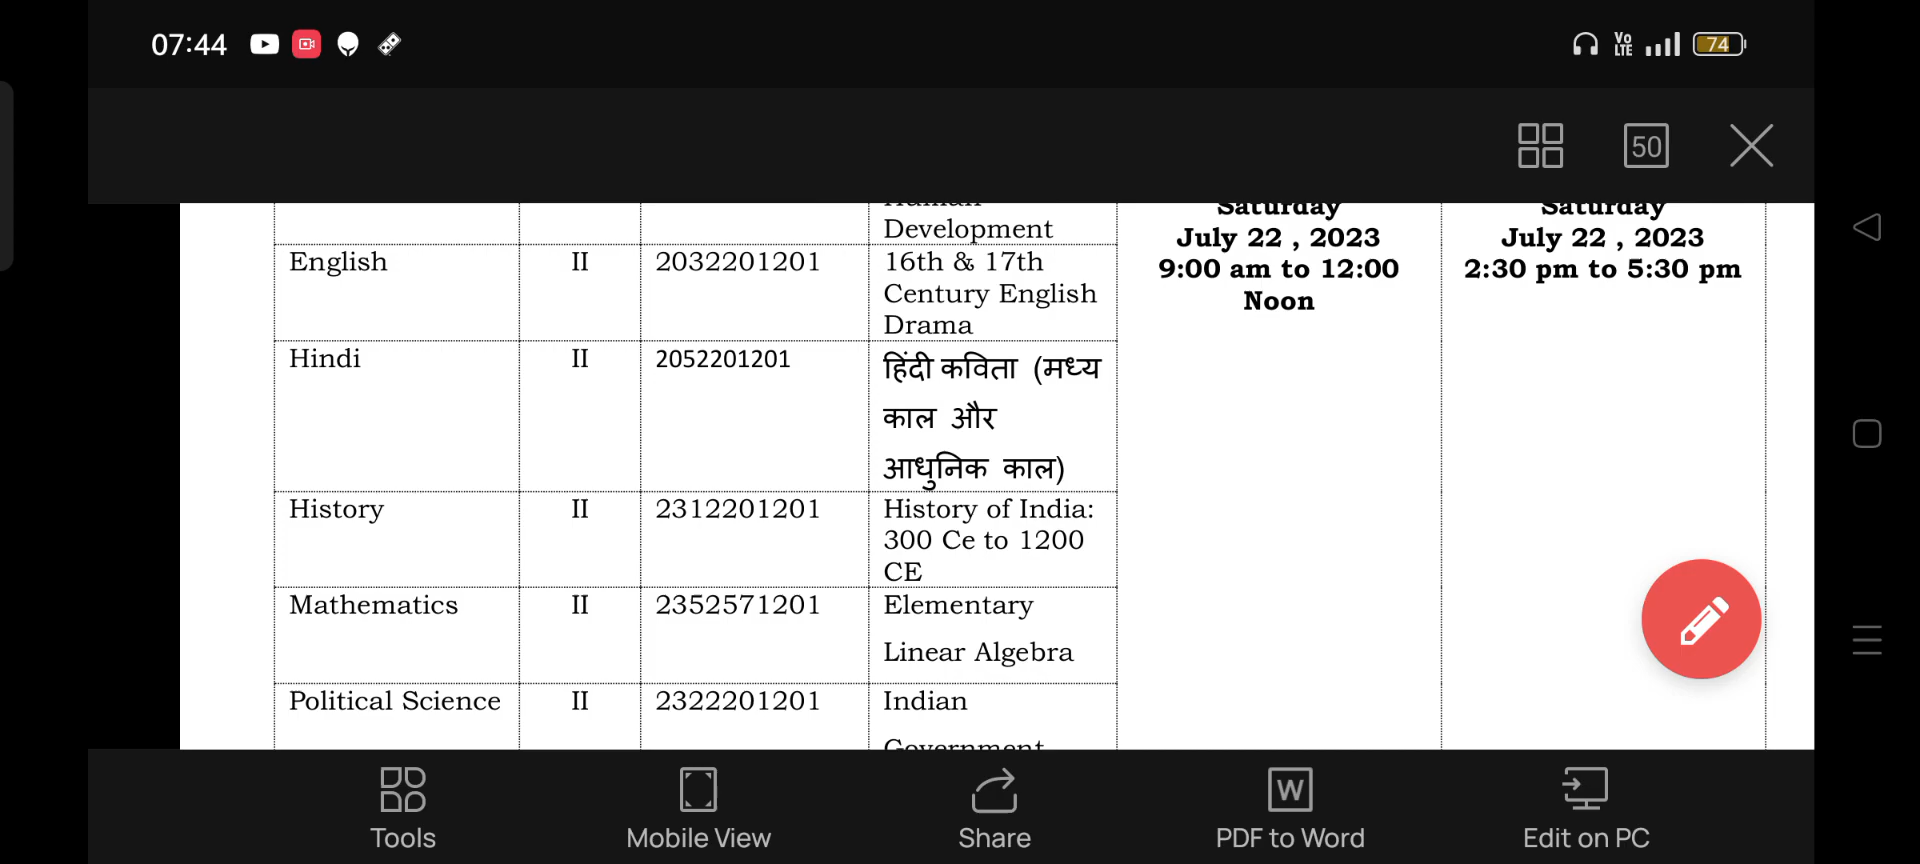 07:44
Vo
LTE
74
50
Development
Saturday
July 22 , 2023
9:00 am to 12:00
Noon
Saturday
July 22 , 2023
2:30 pm to 5:30 pm
English II 2032201201 16th & 17th
Century English
Drama
Hindi II 2052201201 हिंदी कविता (मध्य
काल और
आधुनिक काल)
History II 2312201201 History of India:
300 Ce to 1200
CE
Mathematics II 2352571201 Elementary
Linear Algebra
Political Science II 2322201201 Indian
Government
Tools
Mobile View
Share
W
PDF to Word
Edit on PC